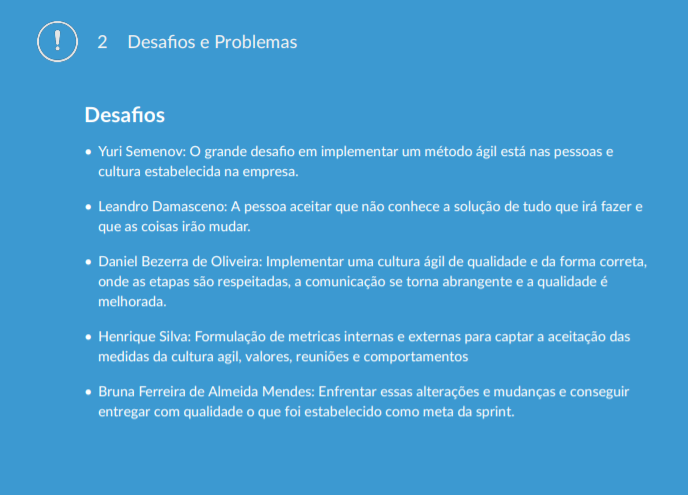 ! 2 Desafios e Problemas
Desafios
• Yuri Semenov: O grande desafio em implementar um método ágil está nas pessoas e
cultura estabelecida na empresa.
• Leandro Damasceno: A pessoa aceitar que não conhece a solução de tudo que irá fazer e
que as coisas irão mudar.
• Daniel Bezerra de Oliveira: Implementar uma cultura ágil de qualidade e da forma correta,
onde as etapas são respeitadas, a comunicação se torna abrangente e a qualidade é
melhorada.
• Henrique Silva: Formulação de metricas internas e externas para captar a aceitação das
medidas da cultura agil, valores, reuniões e comportamentos
• Bruna Ferreira de Almeida Mendes: Enfrentar essas alterações e mudanças e conseguir
entregar com qualidade o que foi estabelecido como meta da sprint.